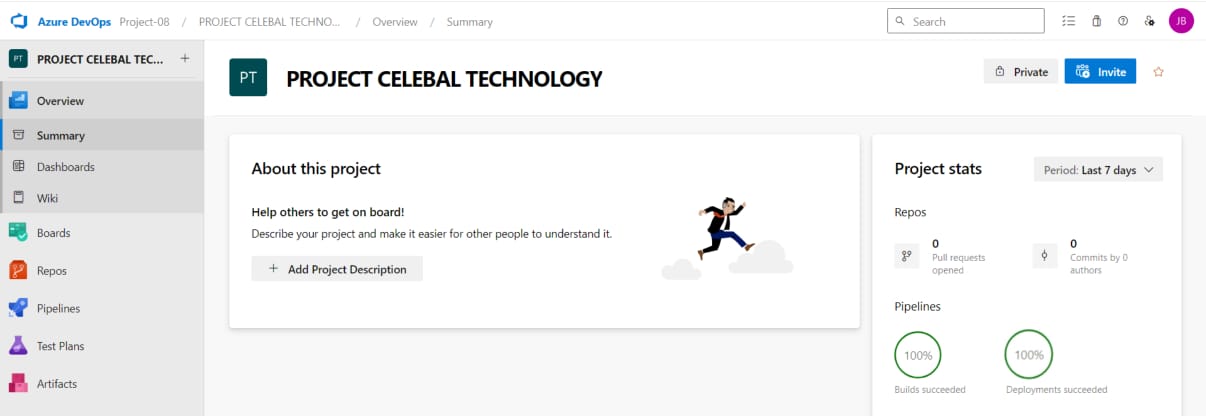 Azure DevOps Project-08 / PROJECT CELEBAL TECHNO... / Overview / Summary
Search
JB
PT PROJECT CELEBAL TEC... +
Overview
Summary
Dashboards
Wiki
Boards
Repos
Pipelines
Test Plans
Artifacts
PT PROJECT CELEBAL TECHNOLOGY
Private
Invite
About this project
Help others to get on board!
Describe your project and make it easier for other people to understand it.
+ Add Project Description
Project stats
Period: Last 7 days
Repos
0
Pull requests
opened
0
Commits by 0
authors
Pipelines
100%
Builds succeeded
100%
Deployments succeeded